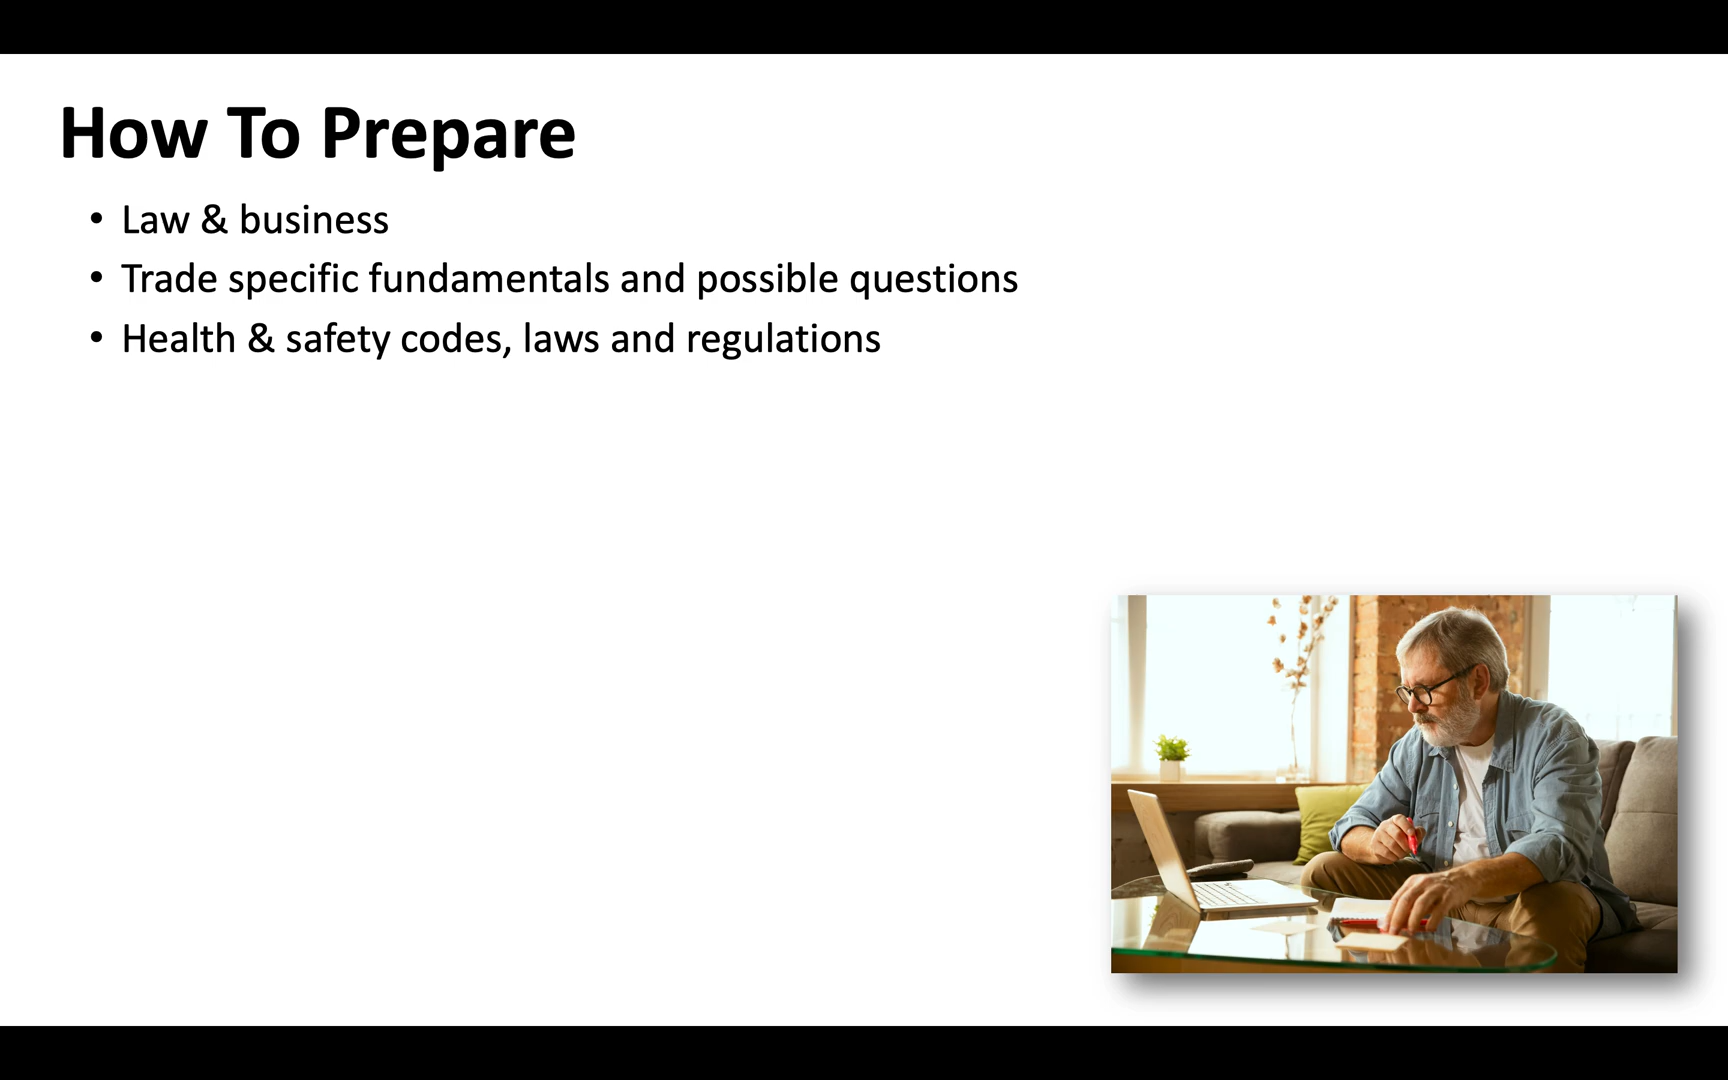 How To Prepare
• Law & business
• Trade specific fundamentals and possible questions
• Health & safety codes, laws and regulations